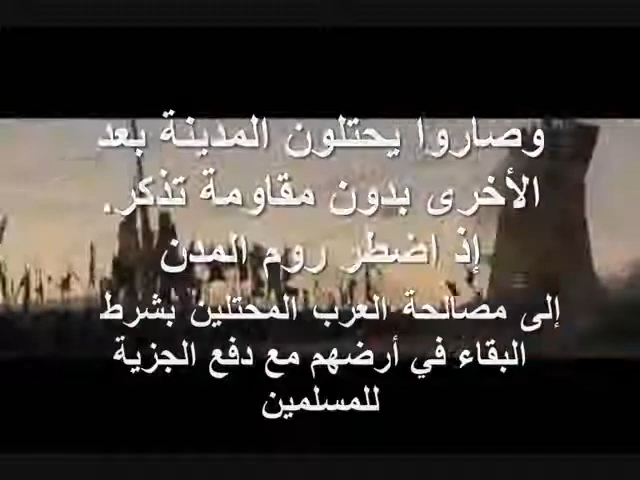 وصاروا يحتلون المدينة بعد
الأخرى بدون مقاومة تذكر.
إذ اضطر روم المدن
إلى مصالحة العرب المحتلين بشرط
البقاء في أرضهم مع دفع الجزية
للمسلمين